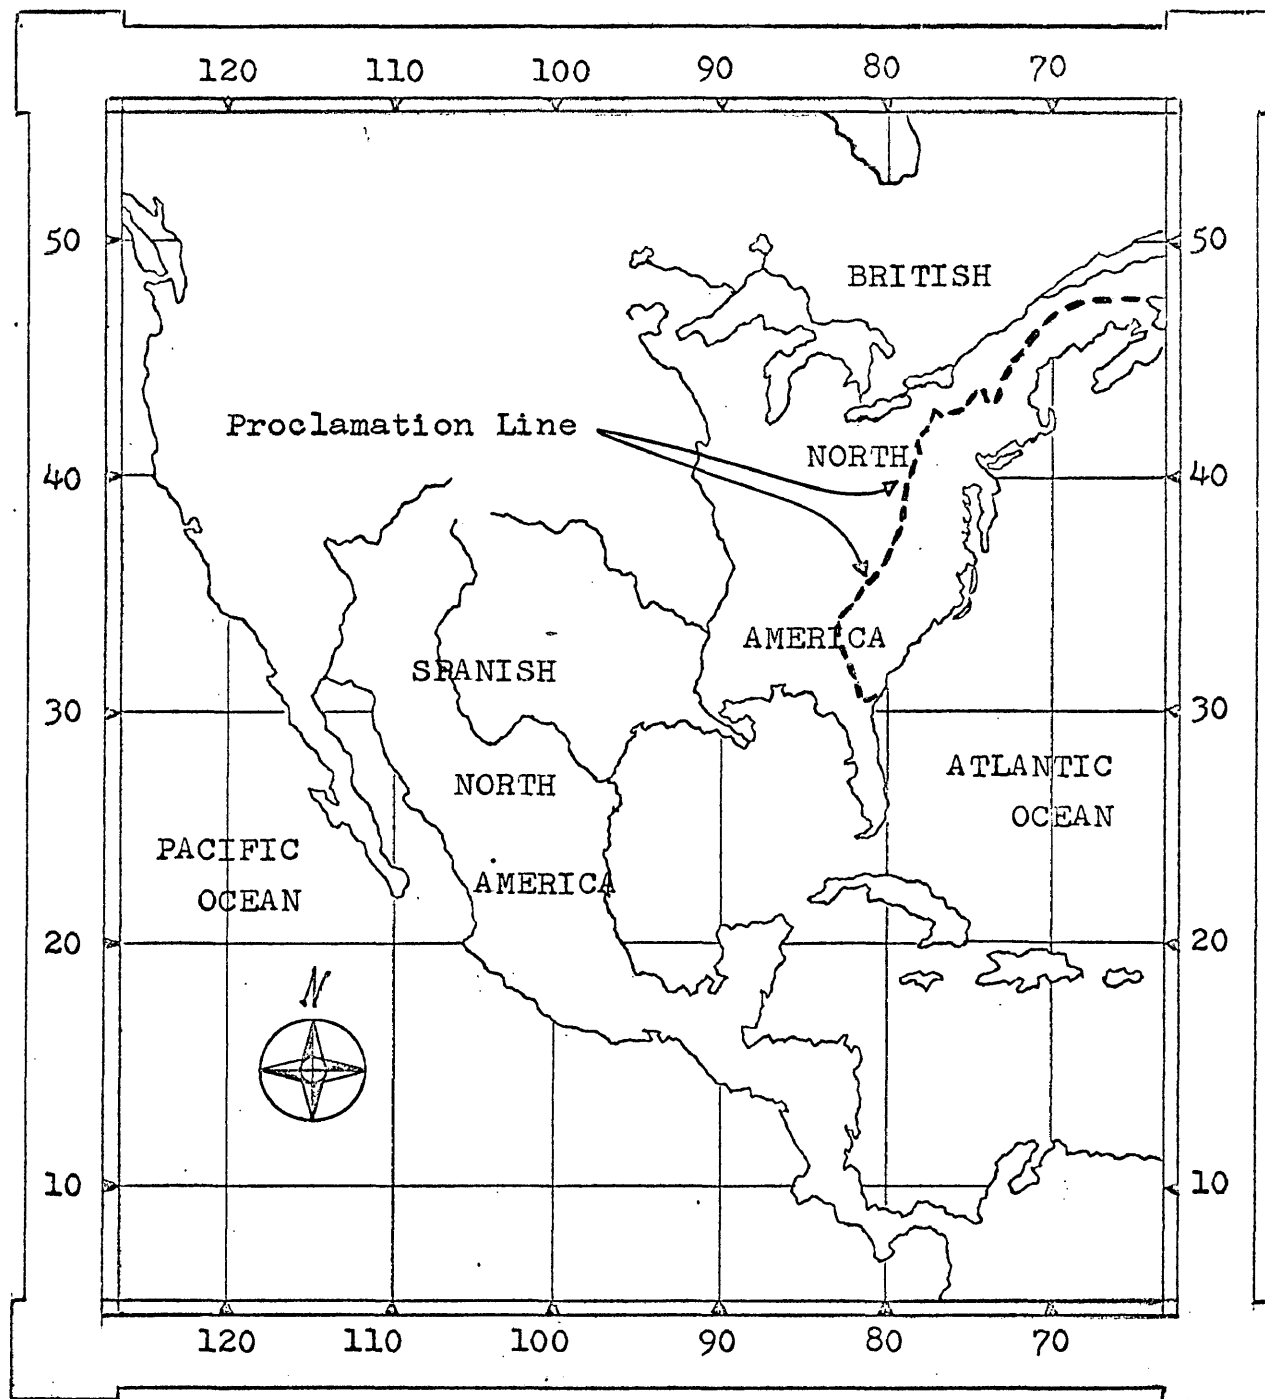 120 110 100 90 80 70
50 50
BRITISH
Proclamation Line
NORTH
40 40
AMERICA
SPANISH
30 30
ATLANTIC
NORTH
OCEAN
PACIFIC
AMERICA
OCEAN
20 20
N
10 10
120 110 100 90 80 70